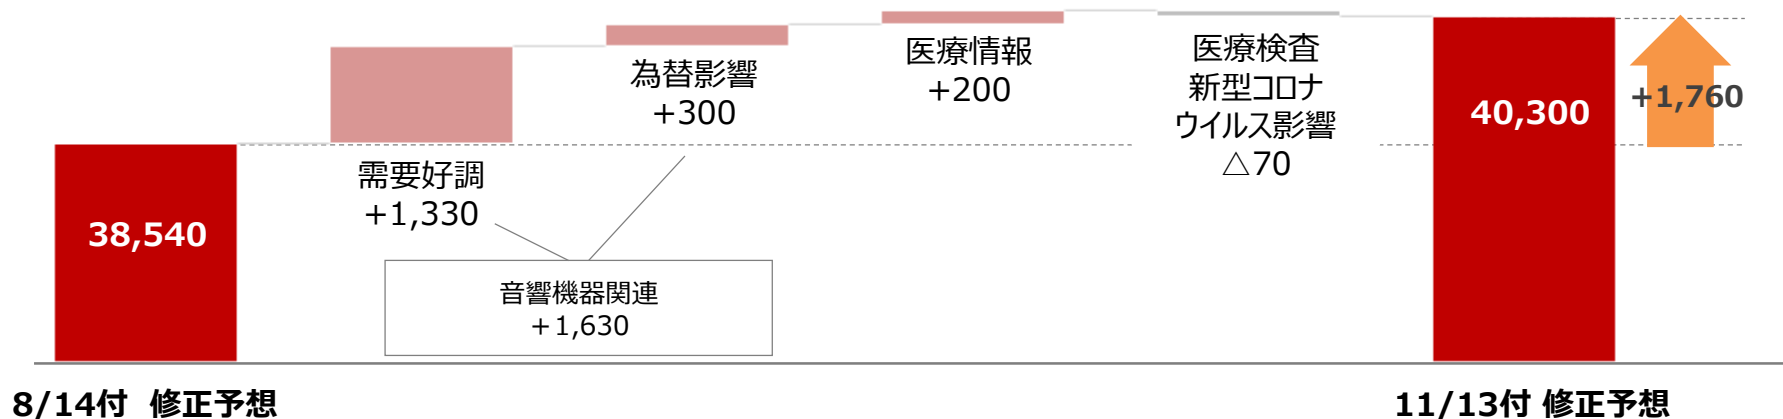 38,540
需要好調
+1,330
為替影響
+300
音響機器関連
＋1,630
医療情報
+200
医療検査
新型コロナ
ウイルス影響
△70
40,300
+1,760
8/14付 修正予想
11/13付 修正予想